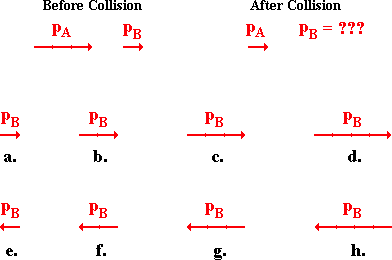 Before Collision After Collision
pA pB pA pB = ???
pB pB pB pB
a. b. c. d.
pB pB pB pB
e. f. g. h.